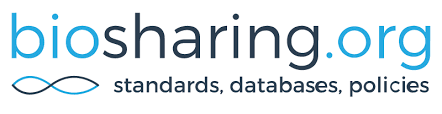 biosharing.org
standards, databases, policies